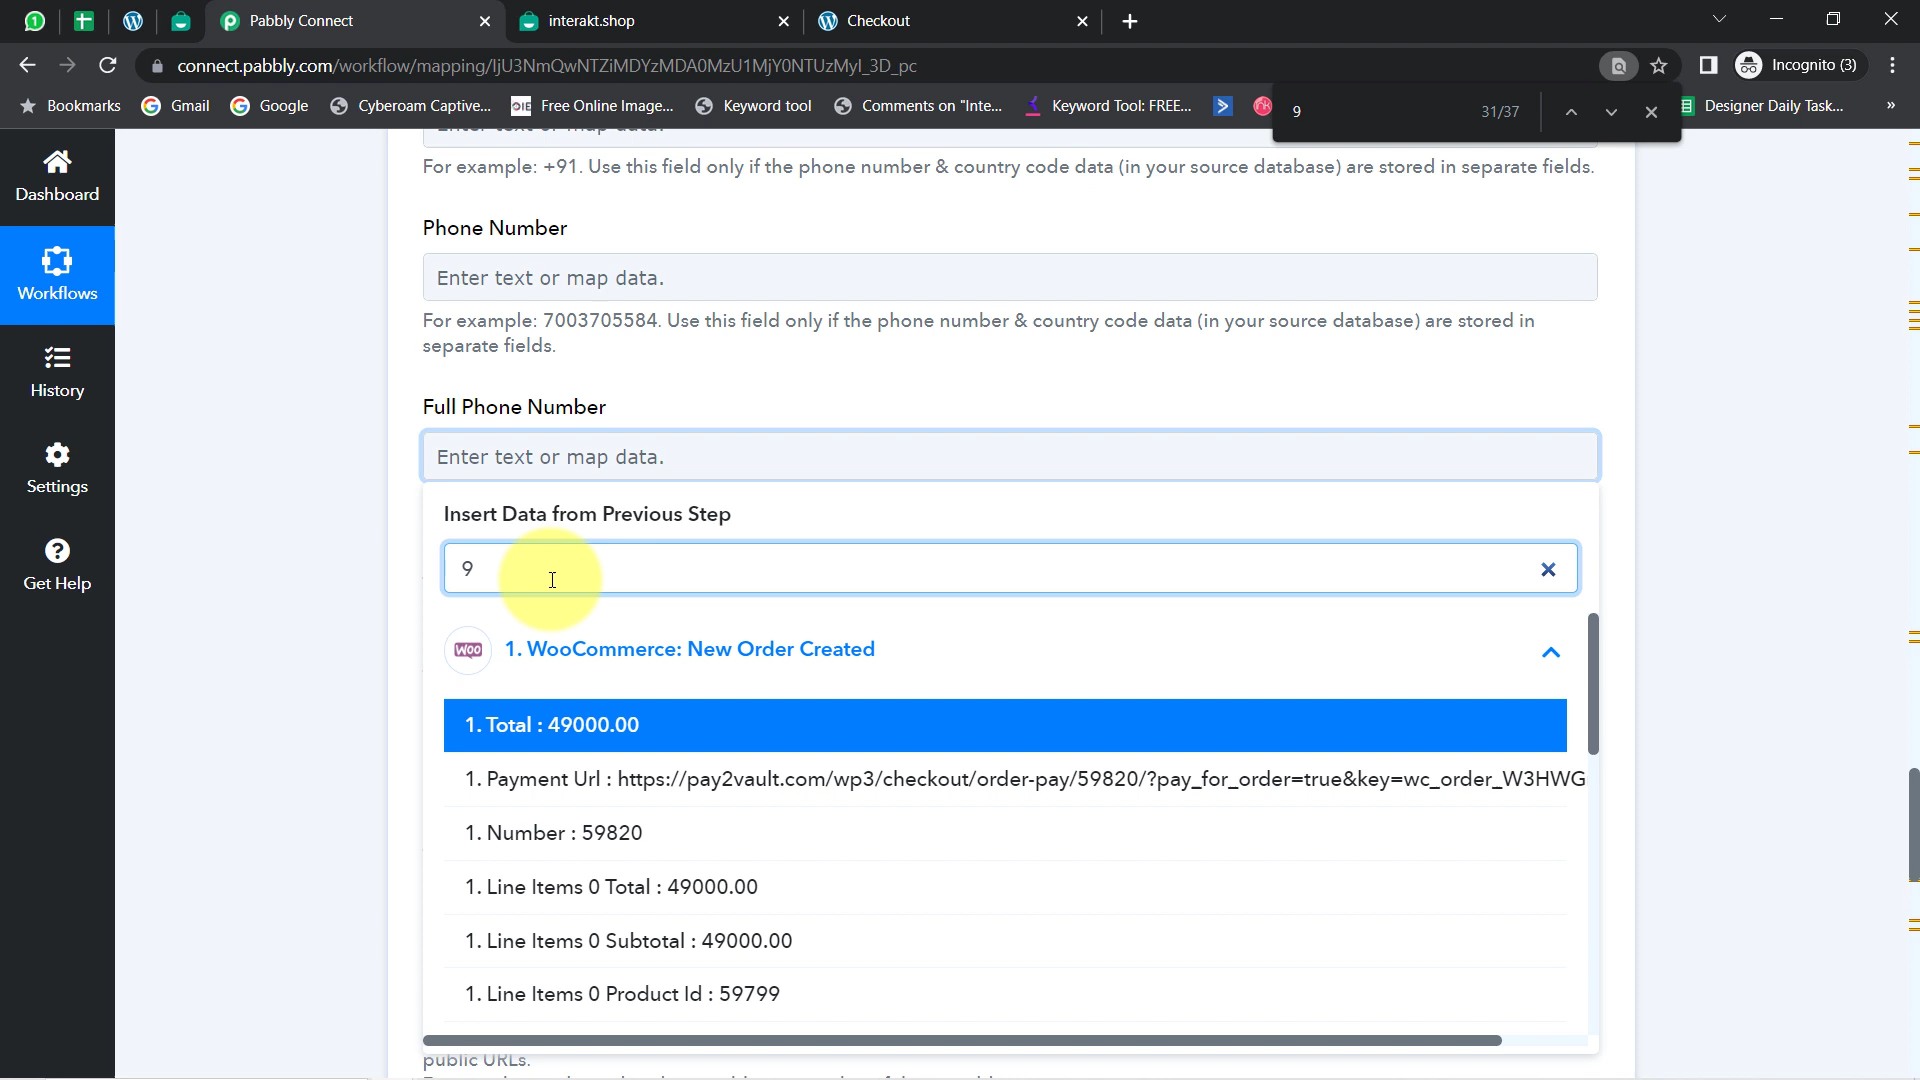 Pabbly Connect
interakt.shop
Checkout
connect.pabbly.com/workflow/mapping/IjU3NmQwNTZiMDYzMDA0MzU1MjY0NTUzMyI_3D_pc
Incognito (3)
Bookmarks
Gmail
Google
Cyberoam Captive...
Free Online Image...
Keyword tool
Comments on "Inte...
Keyword Tool: FREE...
Designer Daily Task...
»
9
31/37
Dashboard
Workflows
History
Settings
Get Help
Enter text or map data.
For example: +91. Use this field only if the phone number & country code data (in your source database) are stored in separate fields.
Phone Number
Enter text or map data.
For example: 7003705584. Use this field only if the phone number & country code data (in your source database) are stored in
separate fields.
Full Phone Number
Enter text or map data.
Insert Data from Previous Step
9
WOO
1. WooCommerce: New Order Created
1. Total : 49000.00
1. Payment Url : https://pay2vault.com/wp3/checkout/order-pay/59820/?pay_for_order=true&key=wc_order_W3HWG
1. Number : 59820
1. Line Items 0 Total : 49000.00
1. Line Items 0 Subtotal : 49000.00
1. Line Items 0 Product Id : 59799
public URLs.